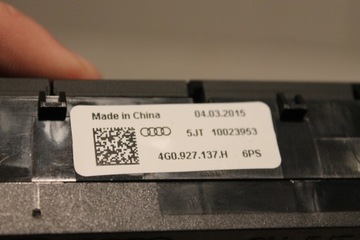 Made in China 04.03.2015
5JT 10023953
4G0.927.137.H 6PS